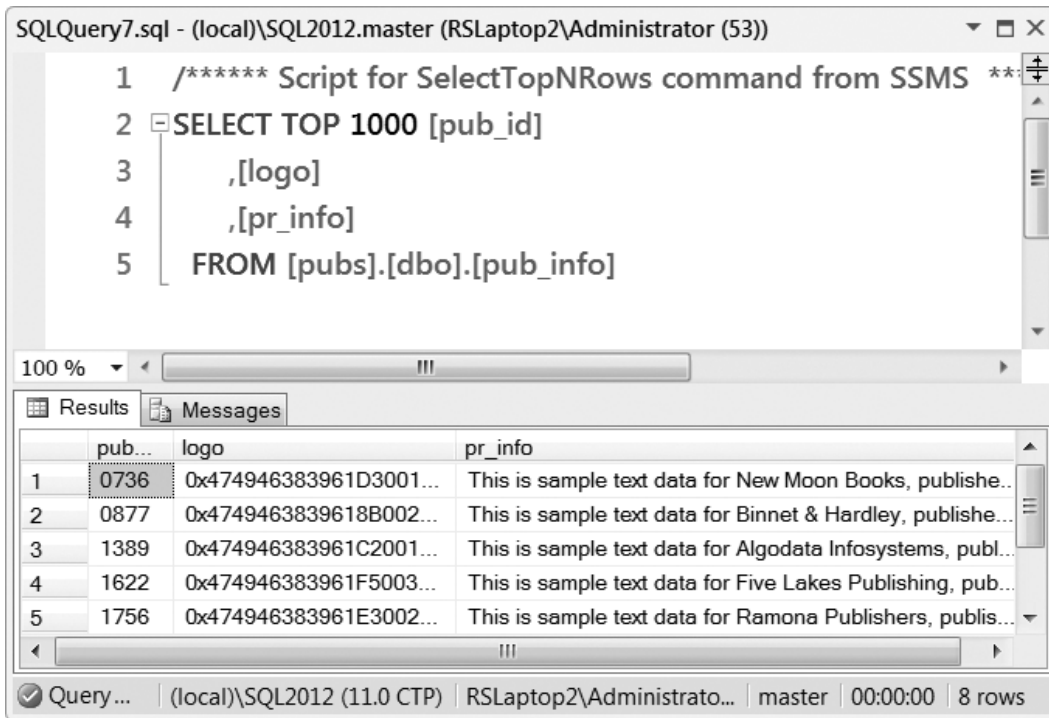 SQLQuery7.sql - (local)\SQL2012.master (RSLaptop2\Administrator (53))
1 /****** Script for SelectTopNRows command from SSMS **
2 SELECT TOP 1000 [pub_id]
3 ,[logo]
4 ,[pr_info]
5 FROM [pubs].[dbo].[pub_info]
100 %
Results Messages
pub... logo pr_info
1 0736 0x474946383961D3001... This is sample text data for New Moon Books, publishe...
2 0877 0x4749463839618B002... This is sample text data for Binnet & Hardley, publishe...
3 1389 0x474946383961C2001... This is sample text data for Algodata Infosystems, publ...
4 1622 0x474946383961F5003... This is sample text data for Five Lakes Publishing, pub...
5 1756 0x474946383961E3002... This is sample text data for Ramona Publishers, publis...
Query... (local)\SQL2012 (11.0 CTP) RSLaptop2\Administrato... master 00:00:00 8 rows